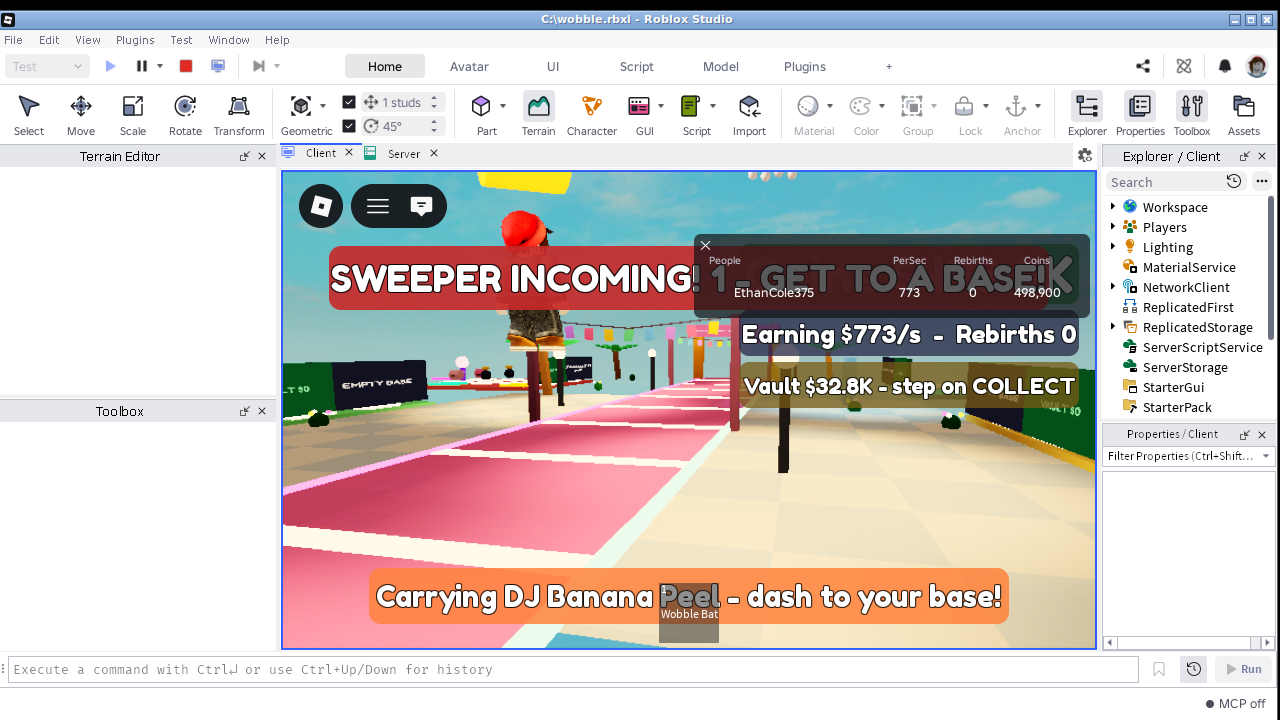 C:\wobble.rbxl - Roblox Studio
File Edit View Plugins Test Window Help
Test
Home Avatar UI Script Model Plugins +
1 studs
45°
Select Move Scale Rotate Transform Geometric Part Terrain Character GUI Script Import Material Color Group Lock Anchor Explorer Properties Toolbox Assets
Terrain Editor
Client Server
Explorer / Client
Search
Workspace
Players
Lighting
MaterialService
NetworkClient
ReplicatedFirst
ReplicatedStorage
ServerScriptService
ServerStorage
StarterGui
StarterPack
Toolbox
SWEEPER INCOMING! 1 - GET TO A BASE!
K
People PerSec Rebirths Coins
EthanCole375 773 0 498,900
Earning $773/s - Rebirths 0
Vault $32.8K - step on COLLECT
EMPTY BASE
Carrying DJ Banana Peel - dash to your base!
1
Wobble Bat
Properties / Client
Filter Properties (Ctrl+Shift...
Execute a command with Ctrl↵ or use Ctrl+Up/Down for history
Run
MCP off